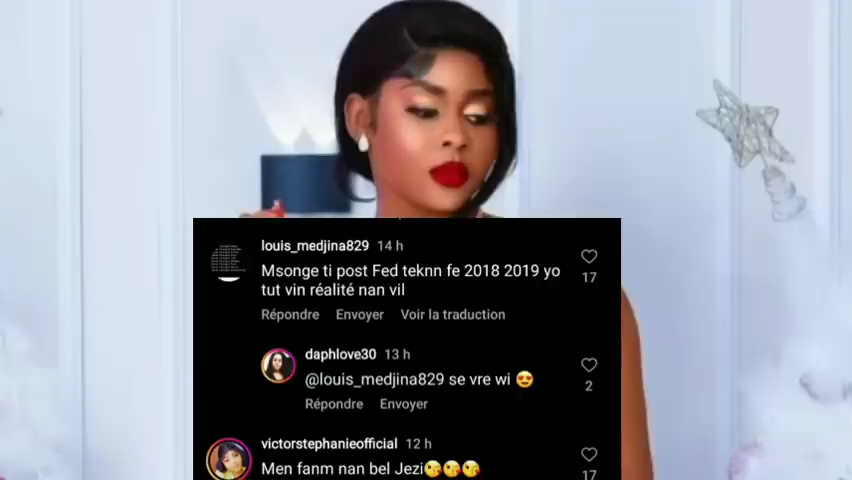 louis_medjina829 14 h
Msonge ti post Fed teknn fe 2018 2019 yo
tut vin réalité nan vil
17
Répondre Envoyer Voir la traduction
daphlove30 13 h
@louis_medjina829 se vre wi 😍
2
Répondre Envoyer
victorstephanieofficial 12 h
Men fanm nan bel Jezi😘😘😘
17